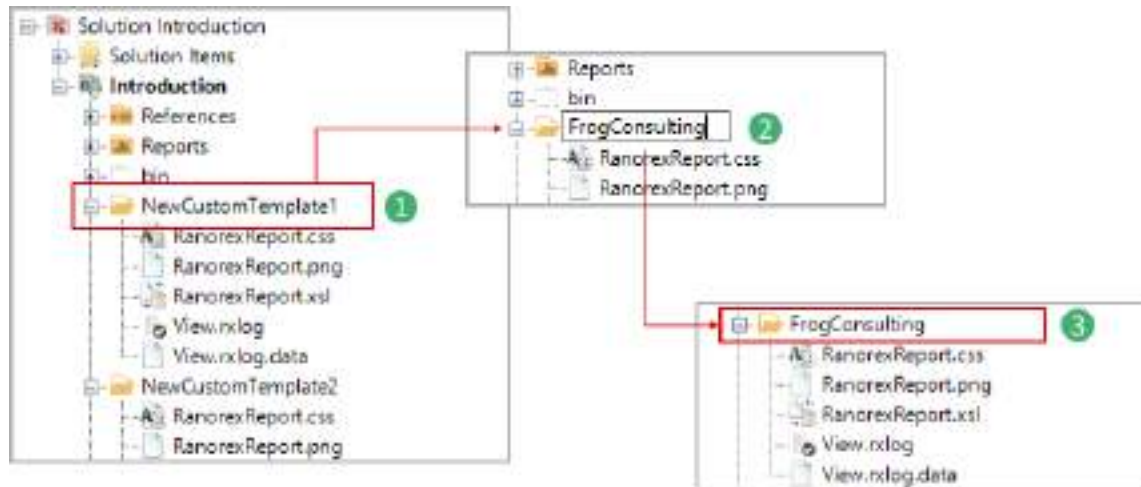 Solution Introduction
Solution Items
Introduction
References
Reports
bin
NewCustomTemplate1
1
RanorexReport.css
RanorexReport.png
RanorexReport.xsl
View.rxlog
View.rxlog.data
NewCustomTemplate2
RanorexReport.css
RanorexReport.png
Reports
bin
FrogConsulting
2
RanorexReport.css
RanorexReport.png
FrogConsulting
3
RanorexReport.css
RanorexReport.png
RanorexReport.xsl
View.rxlog
View.rxlog.data